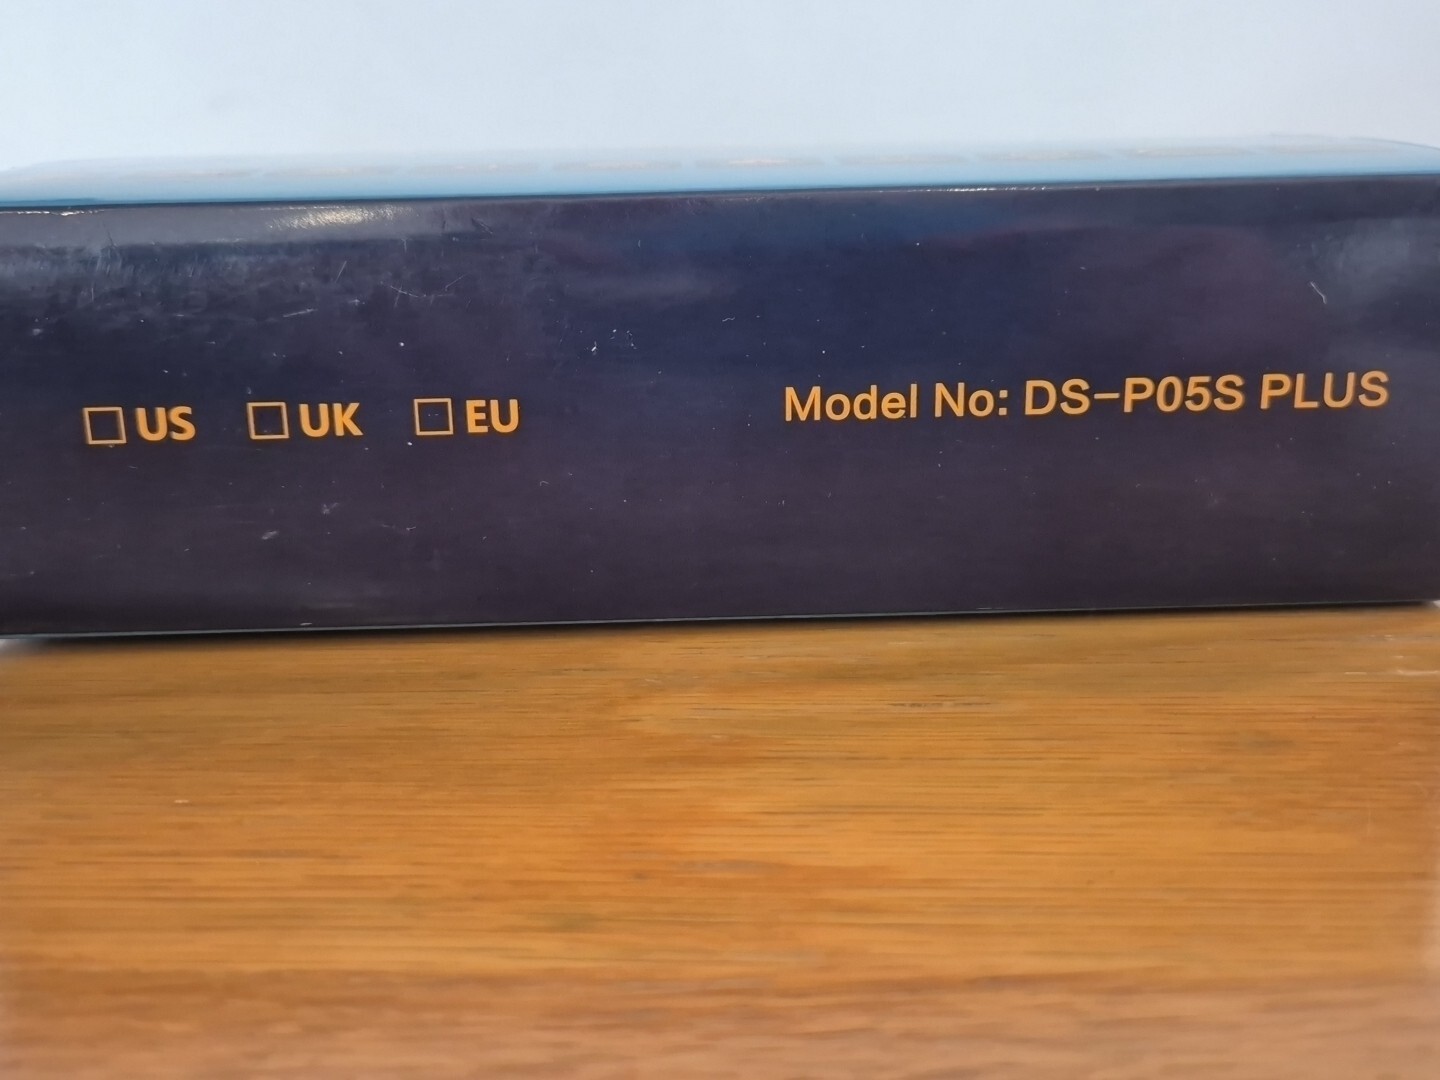 ☐ US ☐ UK ☐ EU
Model No: DS-P05S PLUS